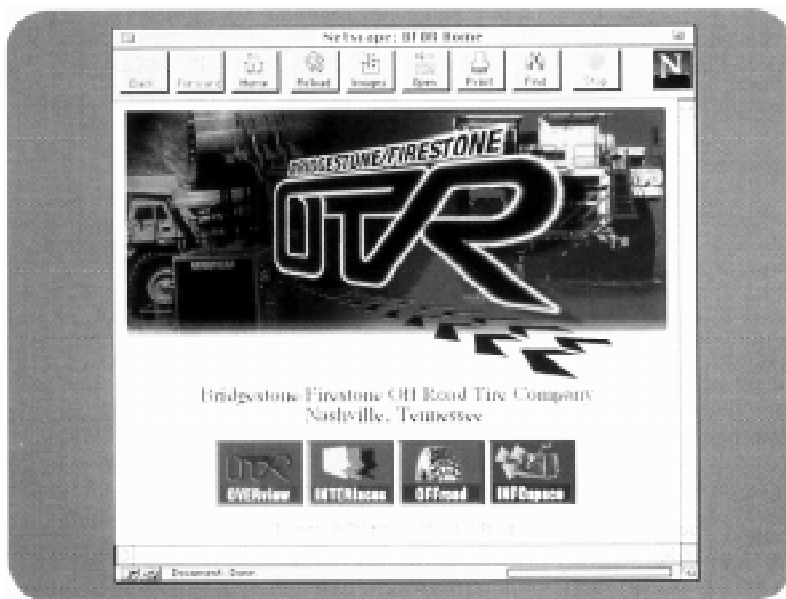 Netscape: BFOR Home
Back Forward Home Reload Images Open Print Find Stop
N
BRIDGESTONE/FIRESTONE
OTR
Bridgestone/Firestone Off Road Tire Company
Nashville, Tennessee
OTR
OVERview INTERfaces OFFroad INFOspace
Document: Done.